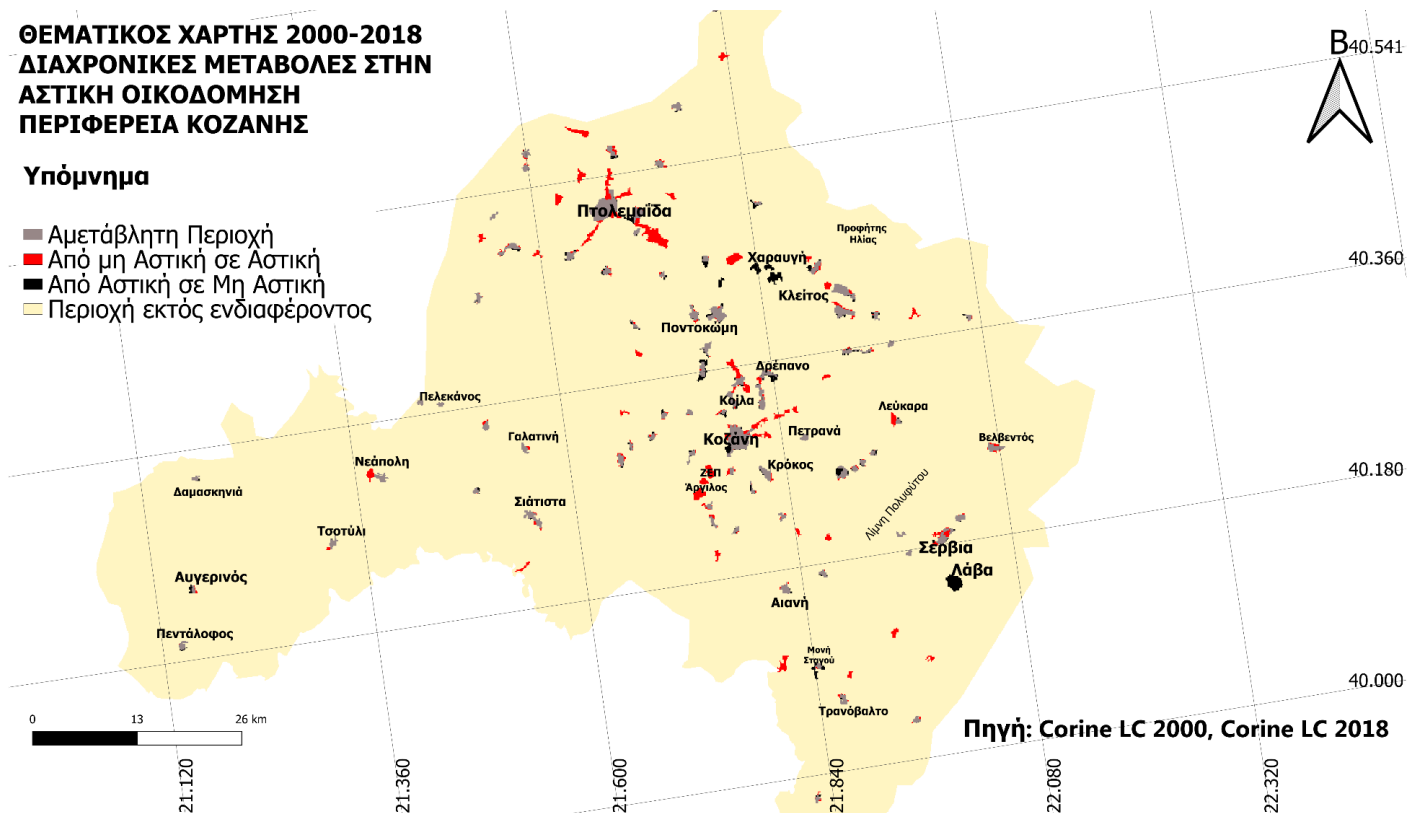 ΘΕΜΑΤΙΚΟΣ ΧΑΡΤΗΣ 2000-2018
ΔΙΑΧΡΟΝΙΚΕΣ ΜΕΤΑΒΟΛΕΣ ΣΤΗΝ
ΑΣΤΙΚΗ ΟΙΚΟΔΟΜΗΣΗ
ΠΕΡΙΦΕΡΕΙΑ ΚΟΖΑΝΗΣ
Υπόμνημα
Αμετάβλητη Περιοχή
Από μη Αστική σε Αστική
Από Αστική σε Μη Αστική
Περιοχή εκτός ενδιαφέροντος
Β
40.541
Πτολεμαΐδα
Προφήτης
Ηλίας
Χαραυγή
40.360
Κλείτος
Ποντοκώμη
Δρέπανο
Πελεκάνος
Κοίλα
Λεύκαρα
Γαλατινή
Κοζάνη
Πετρανά
Βελβεντός
Νεάπολη
Κρόκος
ΖΕΠ
40.180
Δαμασκηνιά
Άργιλος
Σιάτιστα
Λίμνη Πολυφύτου
Τσοτύλι
Σέρβια
Λάβα
Αυγερινός
Αιανή
Πεντάλοφος
Μονή
Στανού
40.000
Τρανόβαλτο
0 13 26 km
Πηγή: Corine LC 2000, Corine LC 2018
21.120
21.360
21.600
21.840
22.080
22.320